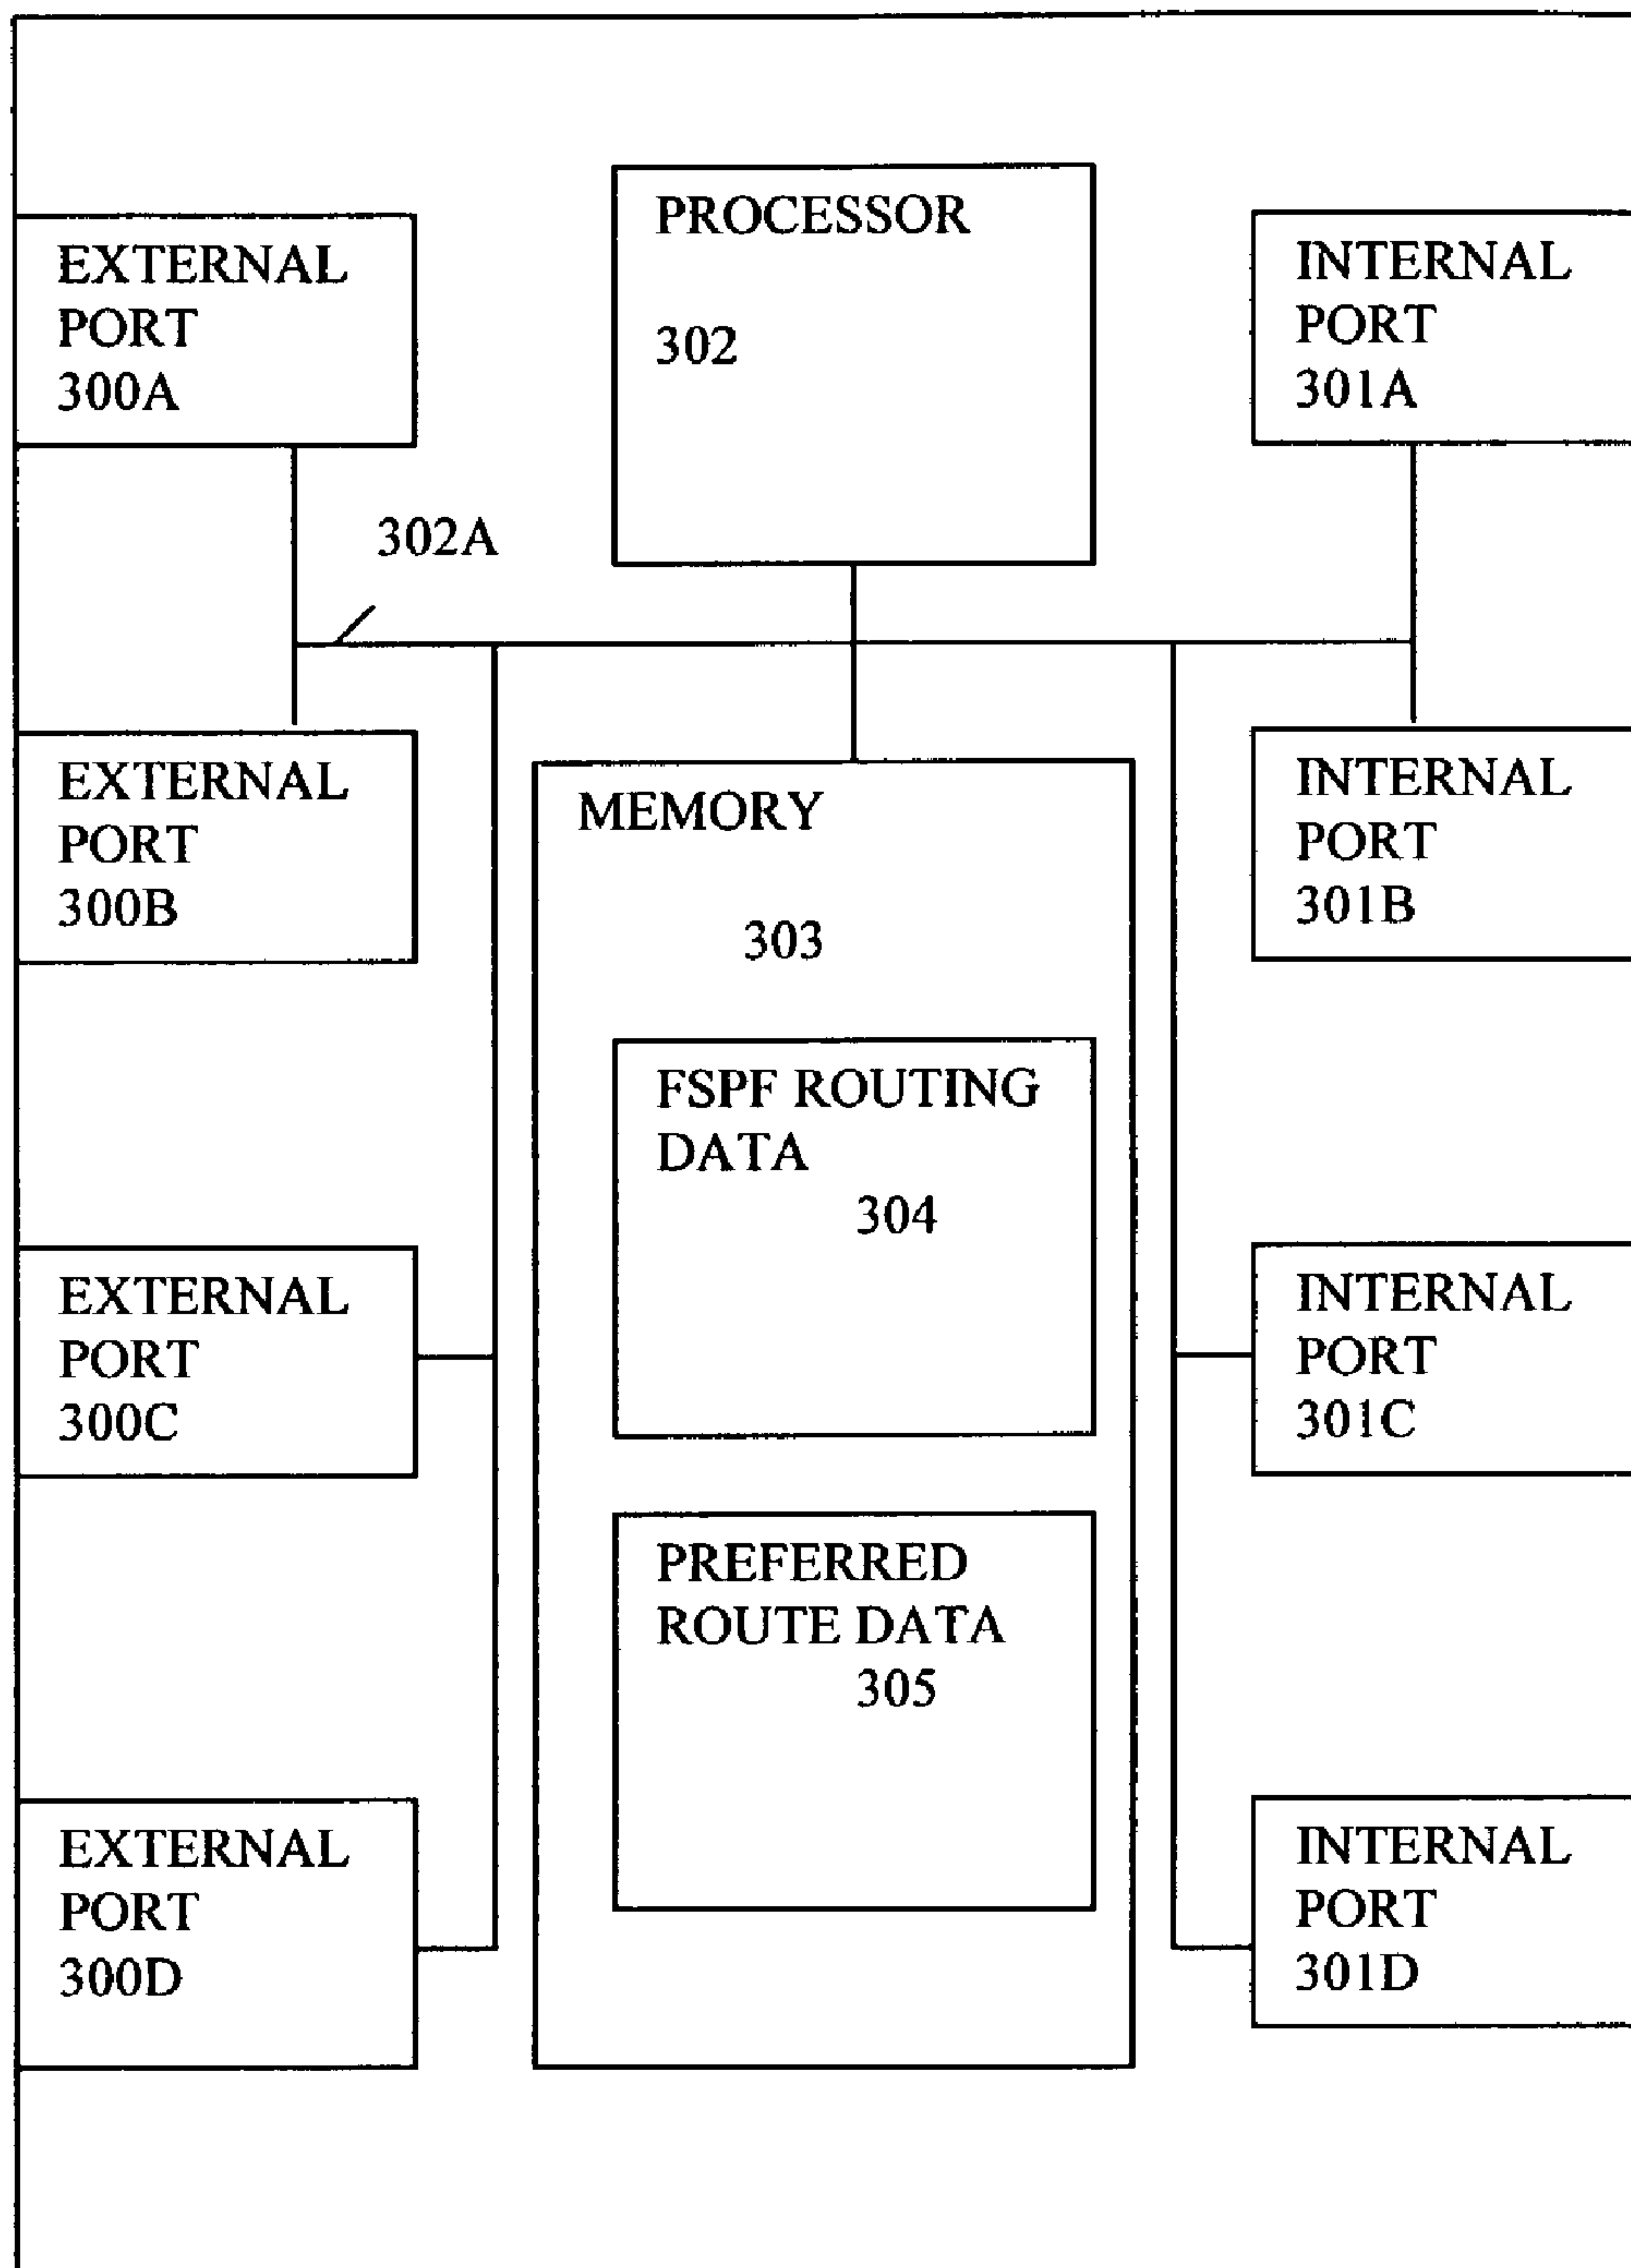 PROCESSOR
302
EXTERNAL
PORT
300A
INTERNAL
PORT
301A
302A
EXTERNAL
PORT
300B
MEMORY
303
INTERNAL
PORT
301B
FSPF ROUTING
DATA
304
EXTERNAL
PORT
300C
INTERNAL
PORT
301C
PREFERRED
ROUTE DATA
305
EXTERNAL
PORT
300D
INTERNAL
PORT
301D